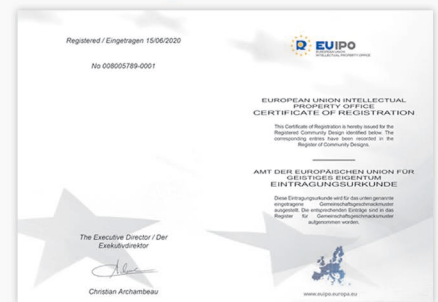 Registered / Eingetragen 15/06/2020
No 008005789-0001
The Executive Director / Der
Exekutivdirektor
Christian Archambeau
EUIPO
EUROPEAN UNION
INTELLECTUAL PROPERTY OFFICE
EUROPEAN UNION INTELLECTUAL
PROPERTY OFFICE
CERTIFICATE OF REGISTRATION
This Certificate of Registration is hereby issued for the
Registered Community Design identified below. The
corresponding entries have been recorded in the
Register of Community Designs.
AMT DER EUROPÄISCHEN UNION FÜR
GEISTIGES EIGENTUM
EINTRAGUNGSURKUNDE
Diese Eintragungsurkunde wird für das unten genannte
eingetragene Gemeinschaftsgeschmacksmuster
ausgestellt. Die entsprechenden Einträge sind in das
Register für Gemeinschaftsgeschmacksmuster
aufgenommen worden.
www.euipo.europa.eu